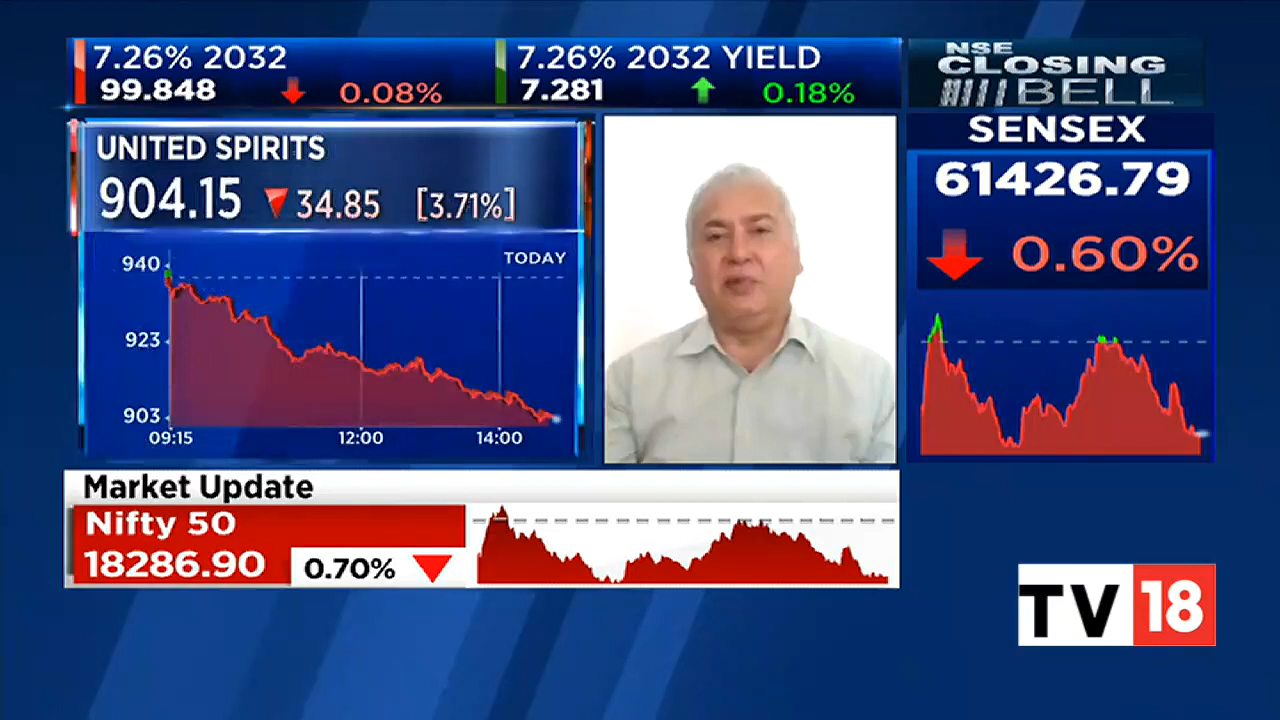 7.26% 2032
99.848 0.08%
7.26% 2032 YIELD
7.281 0.18%
NSE
CLOSING
BELL
UNITED SPIRITS
904.15 34.85 [3.71%]
TODAY
940
923
903
09:15 12:00 14:00
SENSEX
61426.79
0.60%
Market Update
Nifty 50
18286.90 0.70%
TV18